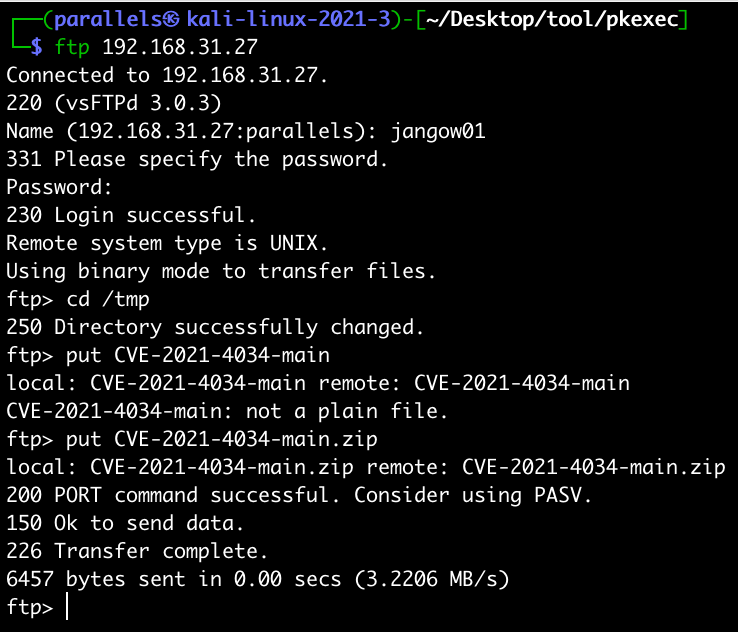 ┌──(parallels㉿kali-linux-2021-3)-[~/Desktop/tool/pkexec]
└─$ ftp 192.168.31.27
Connected to 192.168.31.27.
220 (vsFTPd 3.0.3)
Name (192.168.31.27:parallels): jangow01
331 Please specify the password.
Password:
230 Login successful.
Remote system type is UNIX.
Using binary mode to transfer files.
ftp> cd /tmp
250 Directory successfully changed.
ftp> put CVE-2021-4034-main
local: CVE-2021-4034-main remote: CVE-2021-4034-main
CVE-2021-4034-main: not a plain file.
ftp> put CVE-2021-4034-main.zip
local: CVE-2021-4034-main.zip remote: CVE-2021-4034-main.zip
200 PORT command successful. Consider using PASV.
150 Ok to send data.
226 Transfer complete.
6457 bytes sent in 0.00 secs (3.2206 MB/s)
ftp>